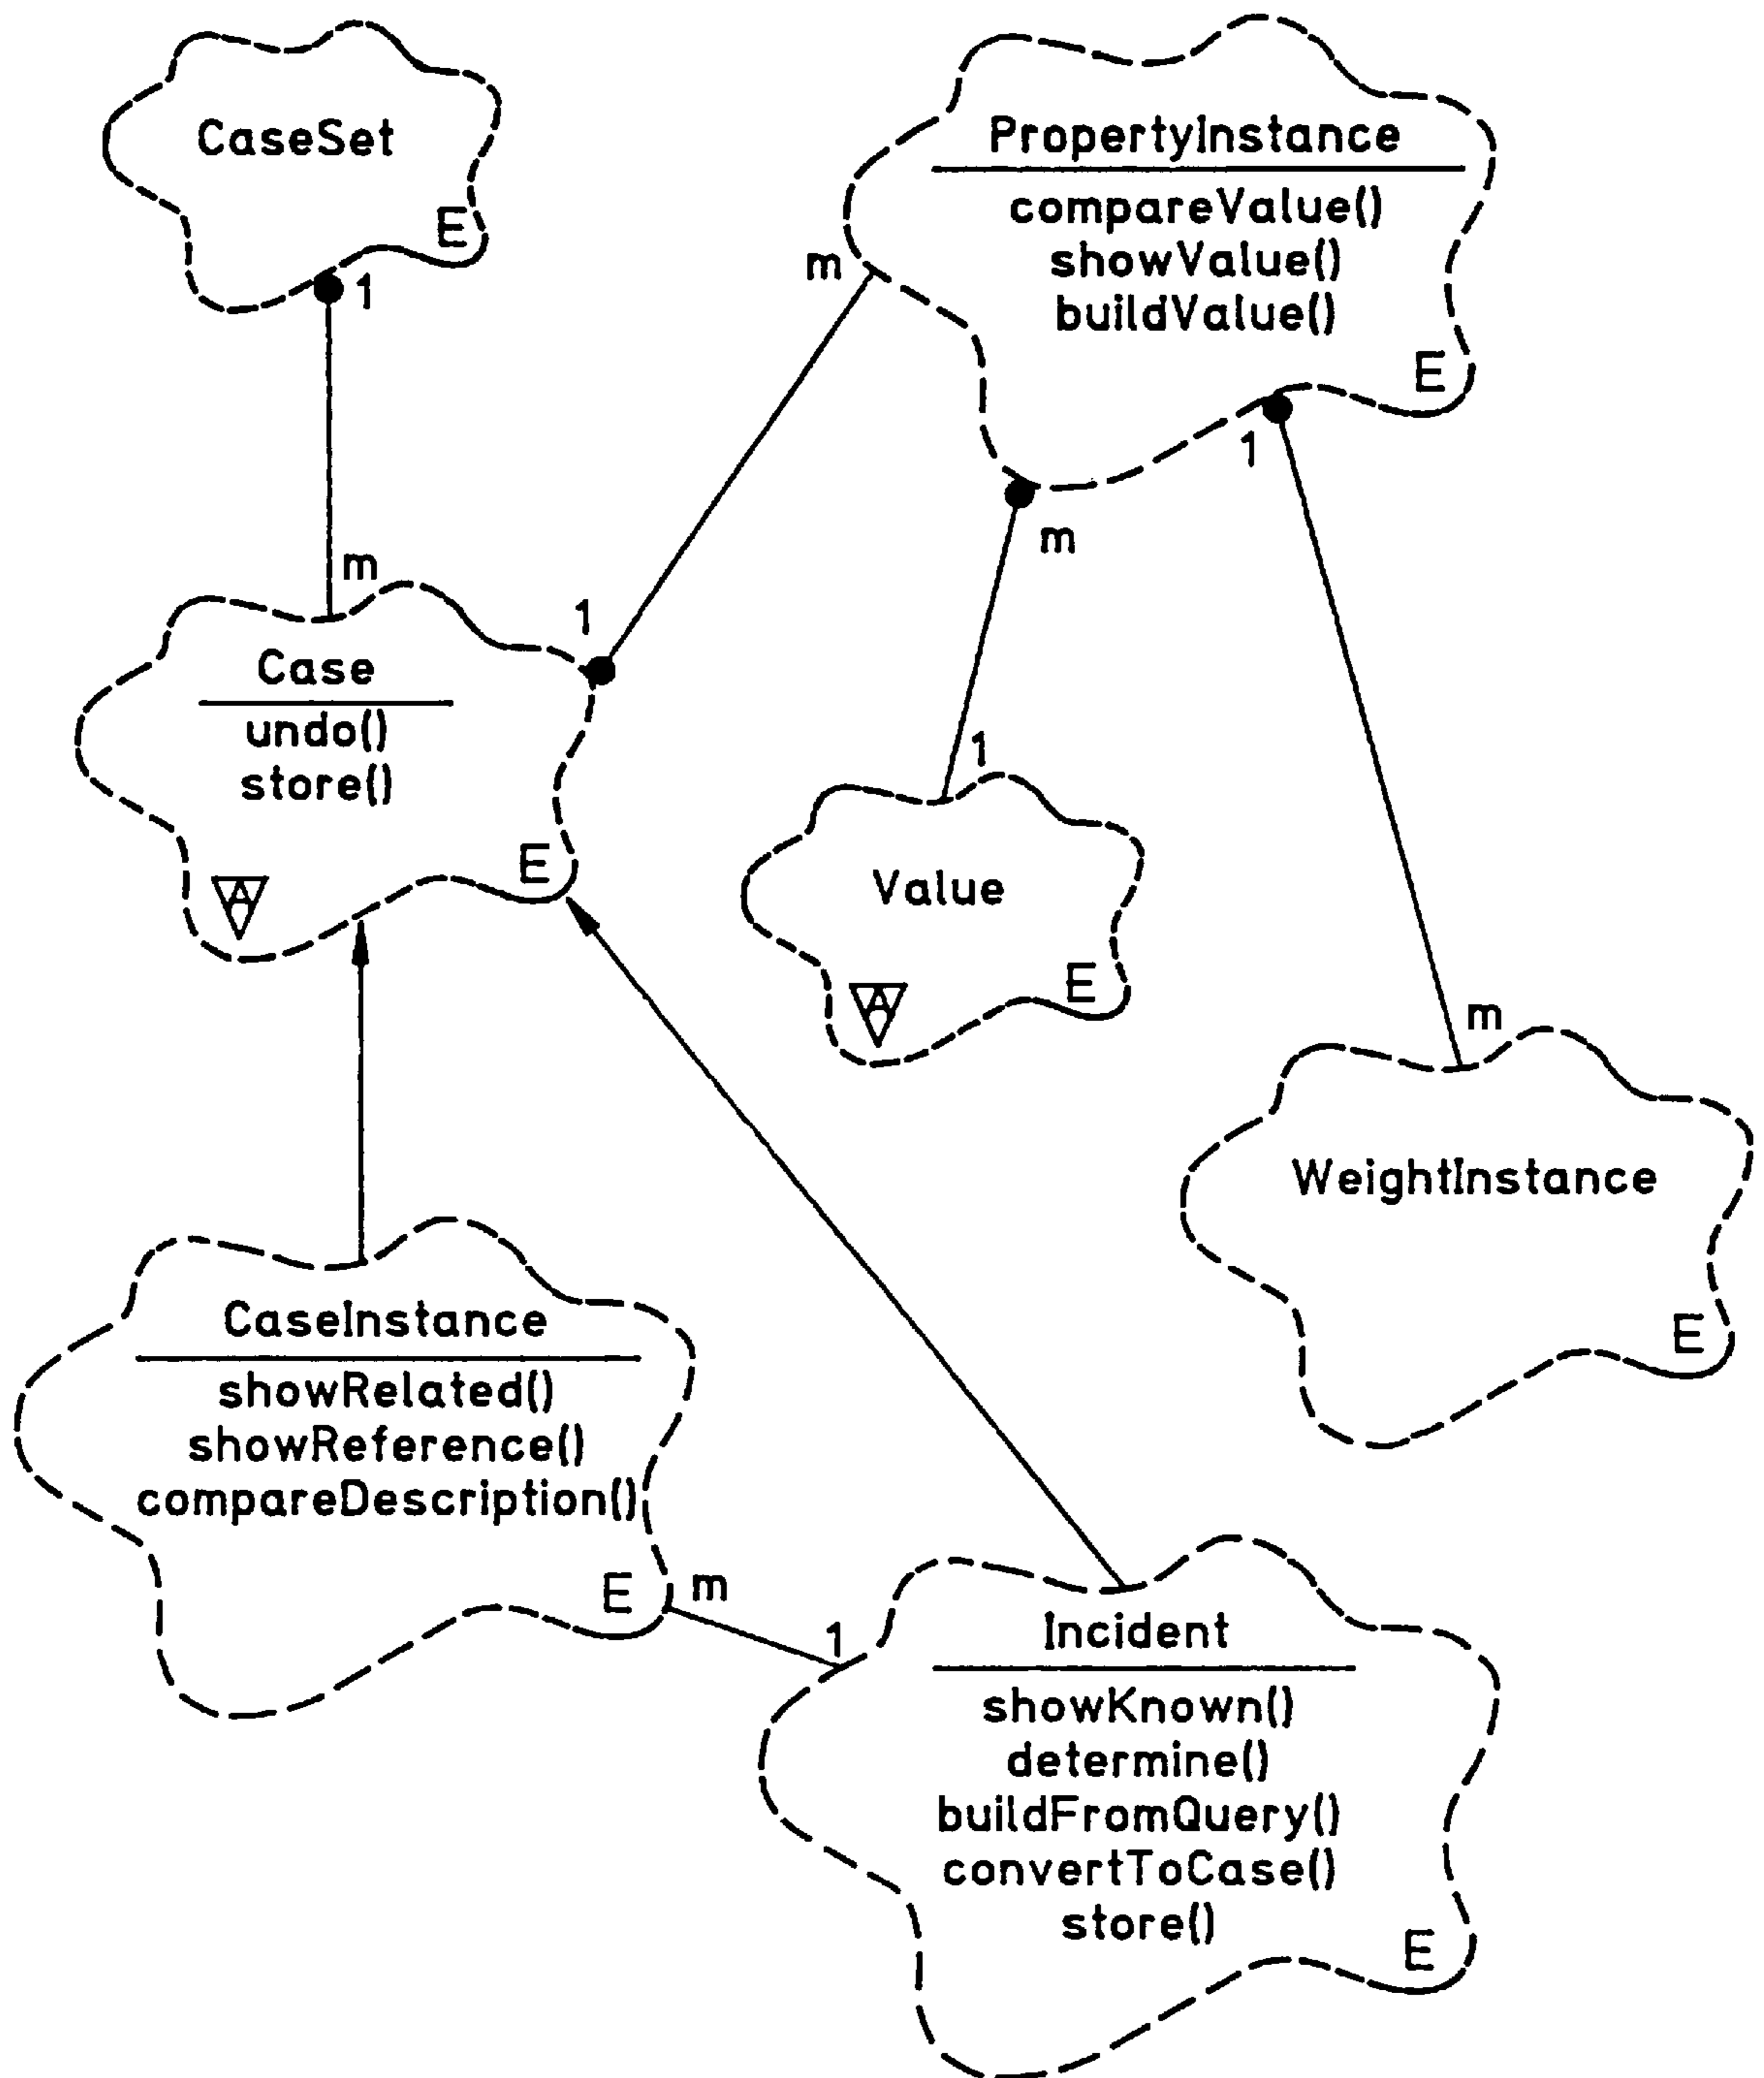 CaseSet
E
1
PropertyInstance
compareValue()
showValue()
buildValue()
E
m
1
m
m
1
Case
undo()
store()
E
A
1
Value
E
A
m
WeightInstance
E
CaseInstance
showRelated()
showReference()
compareDescription()
E
m
1
Incident
showKnown()
determine()
buildFromQuery()
convertToCase()
store()
E